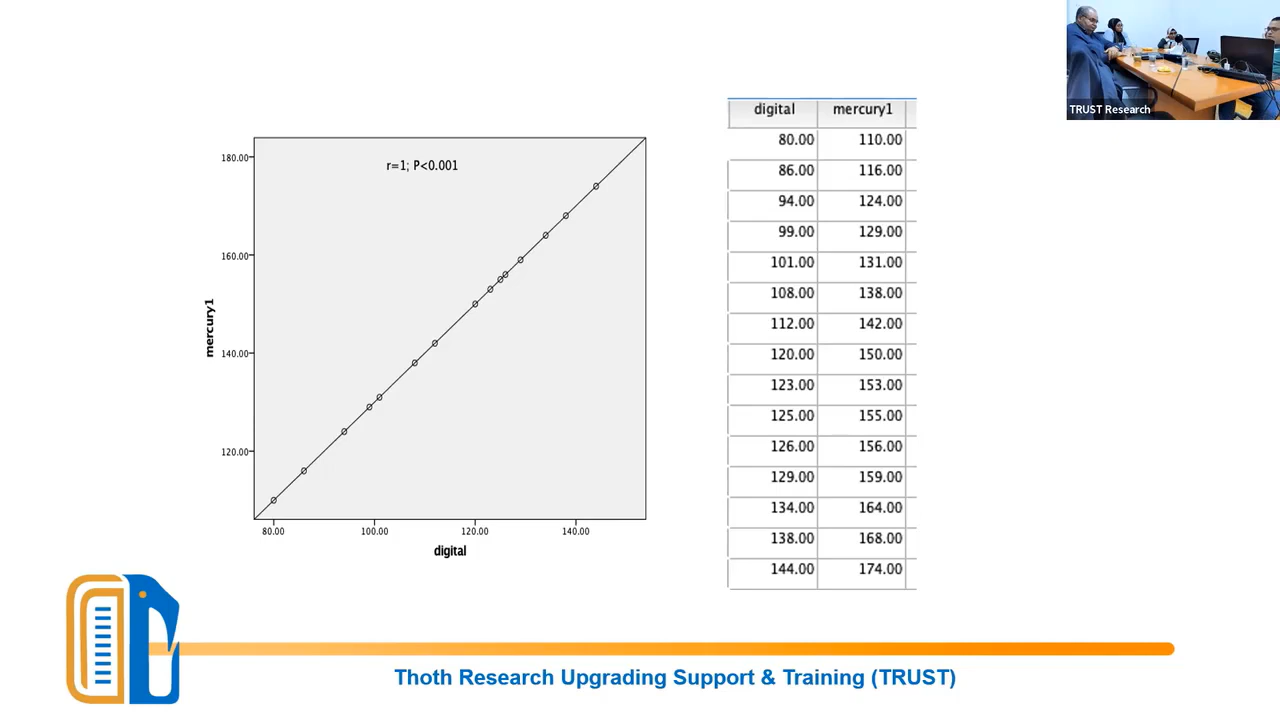 TRUST Research
r=1; P<0.001
180.00
160.00
140.00
120.00
mercury1
80.00 100.00 120.00 140.00
digital
digital mercury1
80.00 110.00
86.00 116.00
94.00 124.00
99.00 129.00
101.00 131.00
108.00 138.00
112.00 142.00
120.00 150.00
123.00 153.00
125.00 155.00
126.00 156.00
129.00 159.00
134.00 164.00
138.00 168.00
144.00 174.00
Thoth Research Upgrading Support & Training (TRUST)